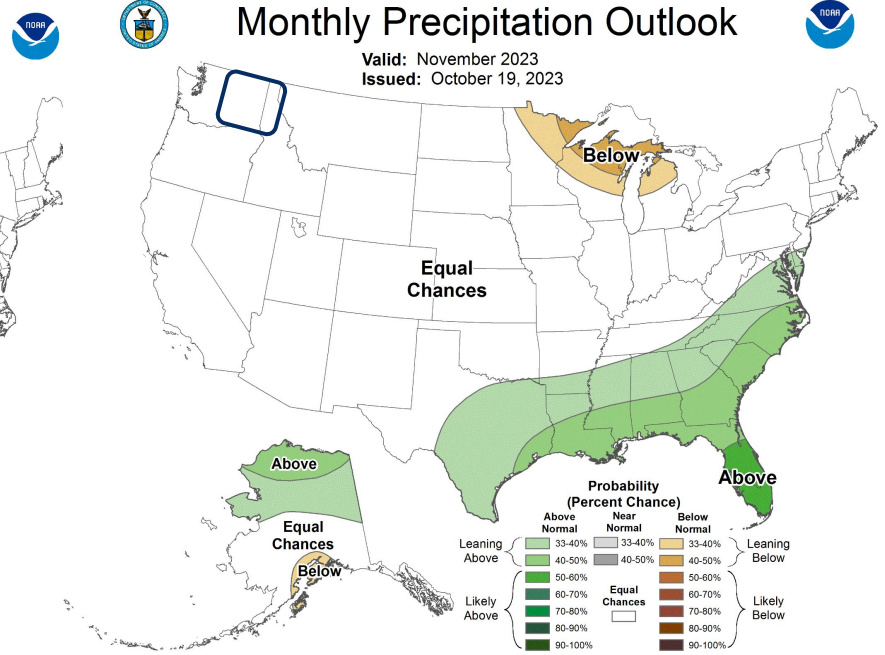 NOAA
NOAA
Monthly Precipitation Outlook
Valid: November 2023
Issued: October 19, 2023
Below
Equal
Chances
Above
Equal
Chances
Below
Above
Probability
(Percent Chance)
Above
Normal
Near
Normal
Below
Normal
Leaning
Above
33-40%
33-40%
33-40%
Leaning
Below
40-50%
40-50%
40-50%
Likely
Above
50-60%
50-60%
Likely
Below
60-70%
Equal
Chances
60-70%
70-80%
70-80%
80-90%
80-90%
90-100%
90-100%